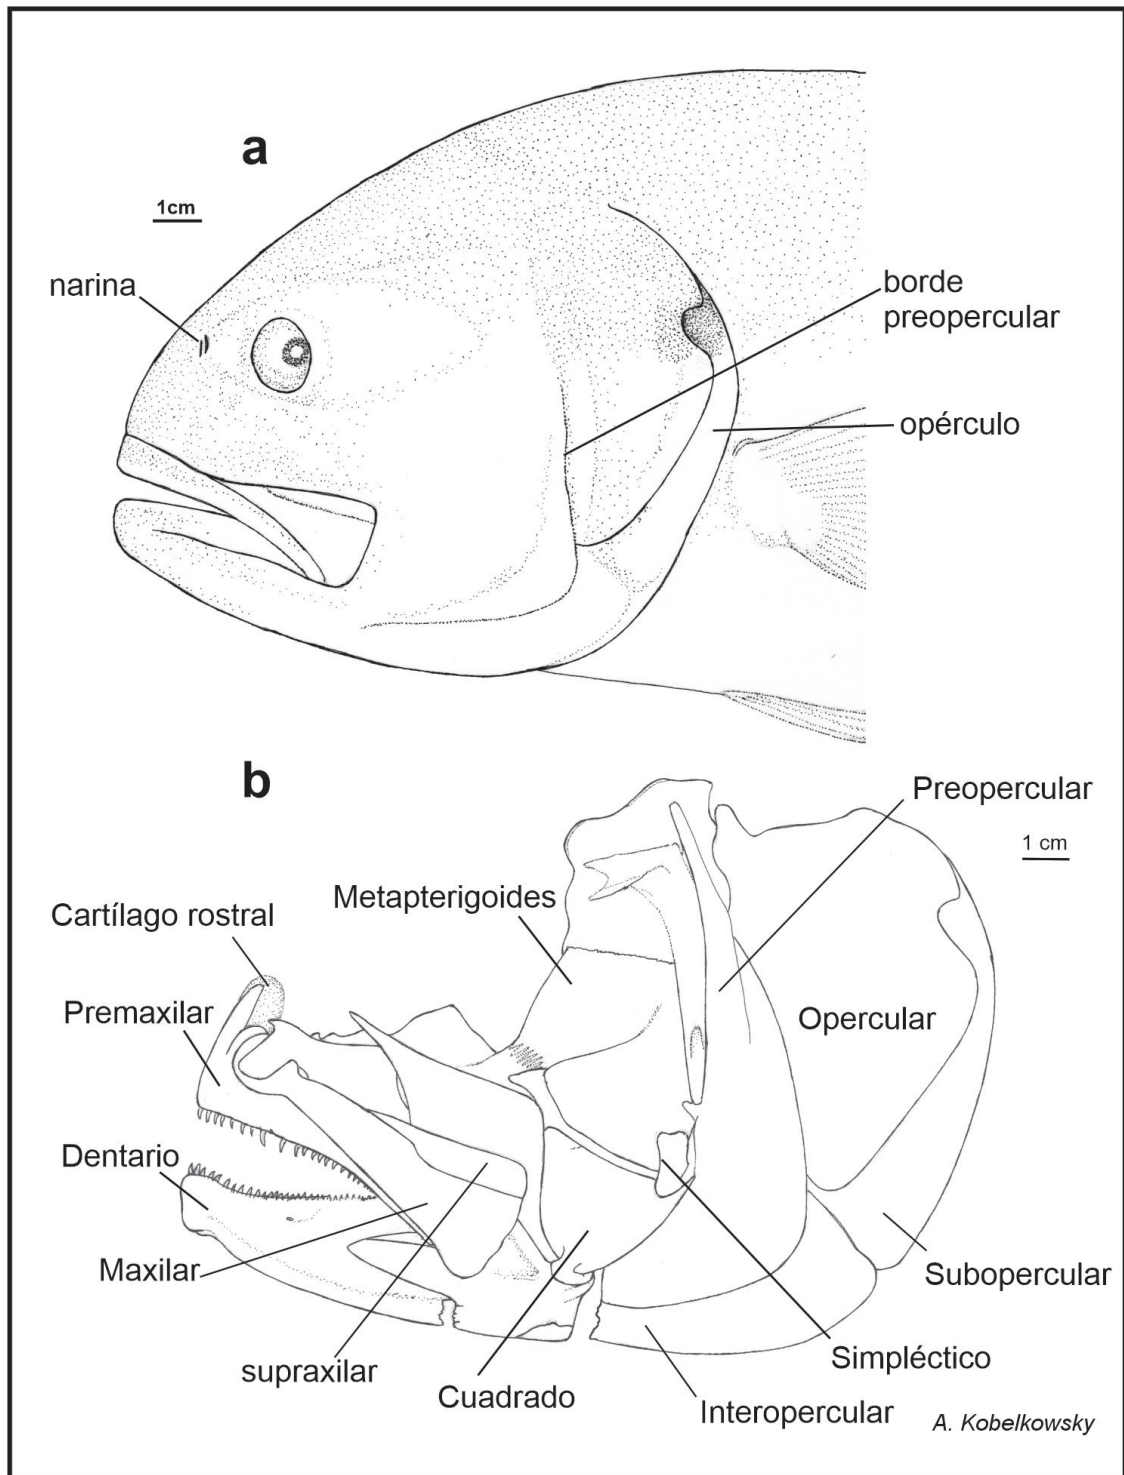 a
1cm
narina
borde
preopercular
opérculo
b
Preopercular
1 cm
Metapterigoides
Cartílago rostral
Premaxilar
Opercular
Dentario
Maxilar
Subopercular
supraxilar
Simpléctico
Cuadrado
Interopercular
A. Kobelkowsky